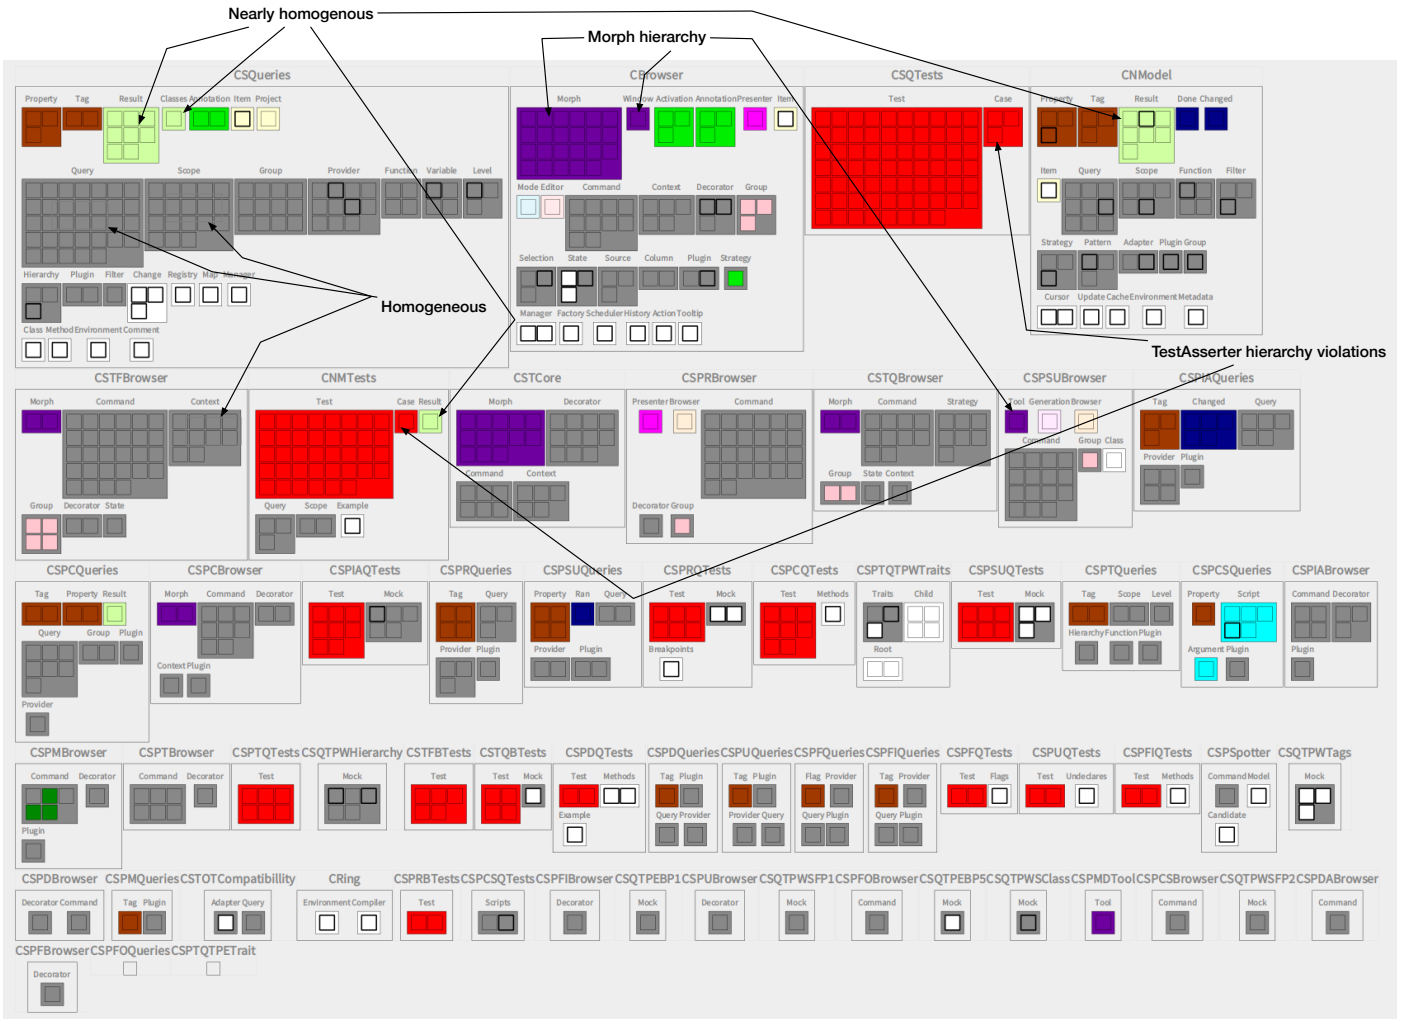 Nearly homogenous
Morph hierarchy
CSQueries
CBrowser
CSQTests
CNModel
Property Tag Result Classes Annotation Item Project
Morph Window Activation Annotation Presenter Item
Test Case
Property Tag Result Done Changed
Query Scope Group Provider Function Variable Level
Mode Editor Command Context Decorator Group
Item Query Scope Function Filter
Strategy Pattern Adapter Plugin Group
Selection State Source Column Plugin Strategy
Hierarchy Plugin Filter Change Registry Map Manager
Cursor Update Cache Environment Metadata
Homogeneous
Manager Factory Scheduler History Action Tooltip
Class Method Environment Comment
TestAsserter hierarchy violations
CSTFBrowser CNMTests CSTCore CSPRBrowser CSTQBrowser CSPSUBrowser CSPIAQueries
Morph Command Context
Test Case Result
Morph Decorator
Presenter Browser Command
Morph Command Strategy
Tool Generation Browser
Tag Changed Query
Command Group Class
Provider Plugin
Command Context
Group State Context
Group Decorator State
Query Scope Example
Decorator Group
CSPCQueries CSPCBrowser CSPIAQTests CSPRQueries CSPSUQueries CSPRQTests CSPCQTests CSPTQTPWTraits CSPSUQTests CSPTQueries CSPCSQueries CSPIABrowser
Tag Property Result
Morph Command Decorator
Test Mock
Tag Query
Property Ran Query
Test Mock
Test Methods
Traits Child
Test Mock
Tag Scope Level
Property Script
Command Decorator
Query Group Plugin
Context Plugin
Provider Plugin
Provider Plugin
Breakpoints
Root
Hierarchy Function Plugin
Argument Plugin
Plugin
Provider
CSPMBrowser CSPTBrowser CSPTQTests CSQTPWHierarchy CSTFBTests CSTQBTests CSPDQTests CSPDQueries CSPUQueries CSPFQueries CSPFIQueries CSPFQTests CSPUQTests CSPFIQTests CSPSpotter CSQTPWTags
Command Decorator
Command Decorator
Test
Mock
Test
Test Mock
Test Methods
Tag Plugin
Tag Plugin
Flag Provider
Tag Provider
Test Flags
Test Undedares
Test Methods
Command Model
Mock
Plugin
Example
Query Provider
Provider Query
Query Plugin
Query Plugin
Candidate
CSPDBrowser CSPMQueries CSTOTCompatibillity CRing CSPRBTests CSPCSQTests CSPFIBrowser CSQTPEBP1 CSPUBrowser CSQTPWSFP1 CSPFOBrowser CSQTPEBP5 CSQTPWSClass CSPMDTool CSPCSBrowser CSQTPWSFP2 CSPDABrowser
Decorator Command
Tag Plugin
Adapter Query
Environment Compiler
Test
Scripts
Decorator
Mock
Decorator
Mock
Command
Mock
Mock
Tool
Command
Mock
Command
CSPFBrowser CSPFOQueries CSPTQTPETrait
Decorator